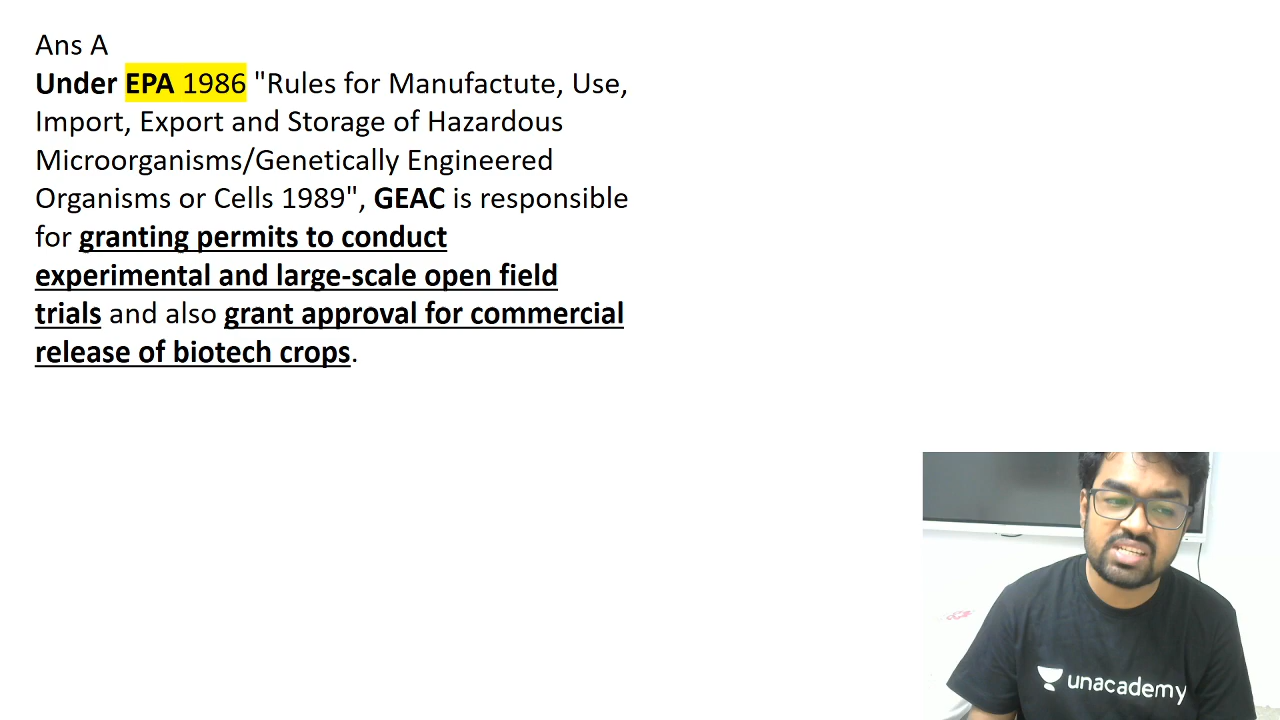 Ans A
Under EPA 1986 "Rules for Manufactute, Use,
Import, Export and Storage of Hazardous
Microorganisms/Genetically Engineered
Organisms or Cells 1989", GEAC is responsible
for granting permits to conduct
experimental and large-scale open field
trials and also grant approval for commercial
release of biotech crops.
unacademy